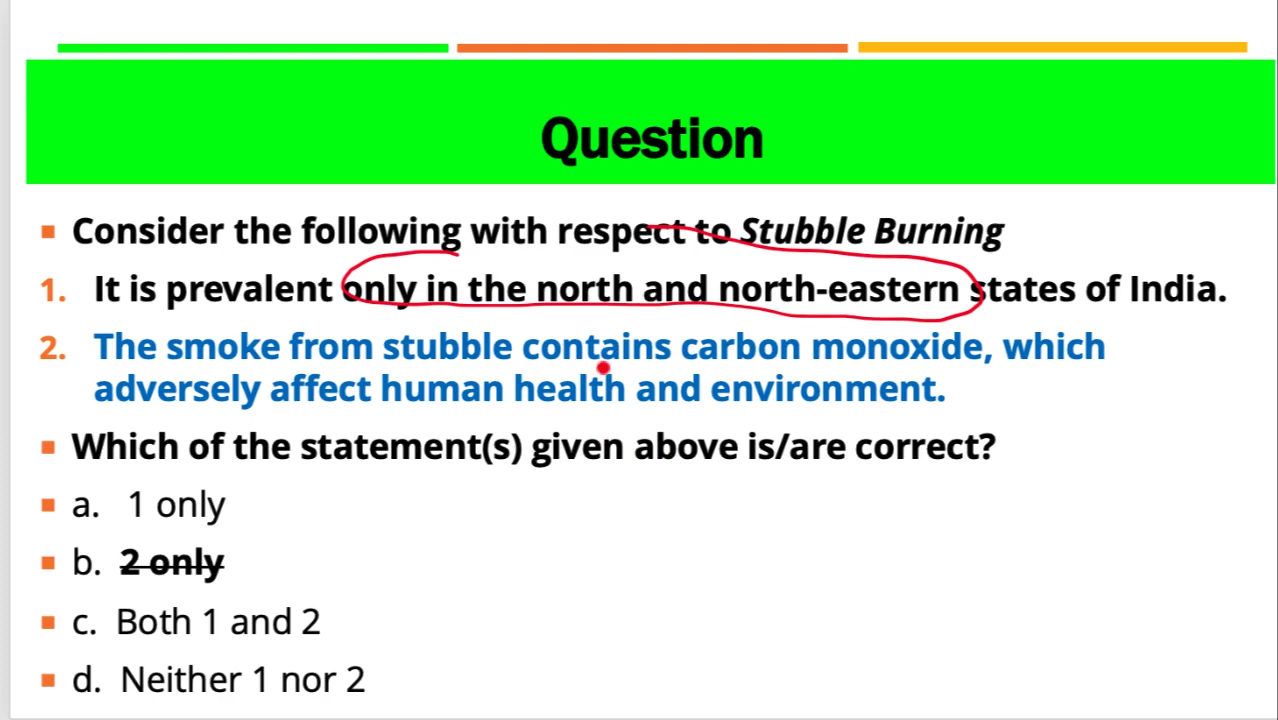 Question
Consider the following with respect to Stubble Burning
1. It is prevalent only in the north and north-eastern states of India.
2. The smoke from stubble contains carbon monoxide, which
adversely affect human health and environment.
Which of the statement(s) given above is/are correct?
a. 1 only
b. 2 only
c. Both 1 and 2
d. Neither 1 nor 2